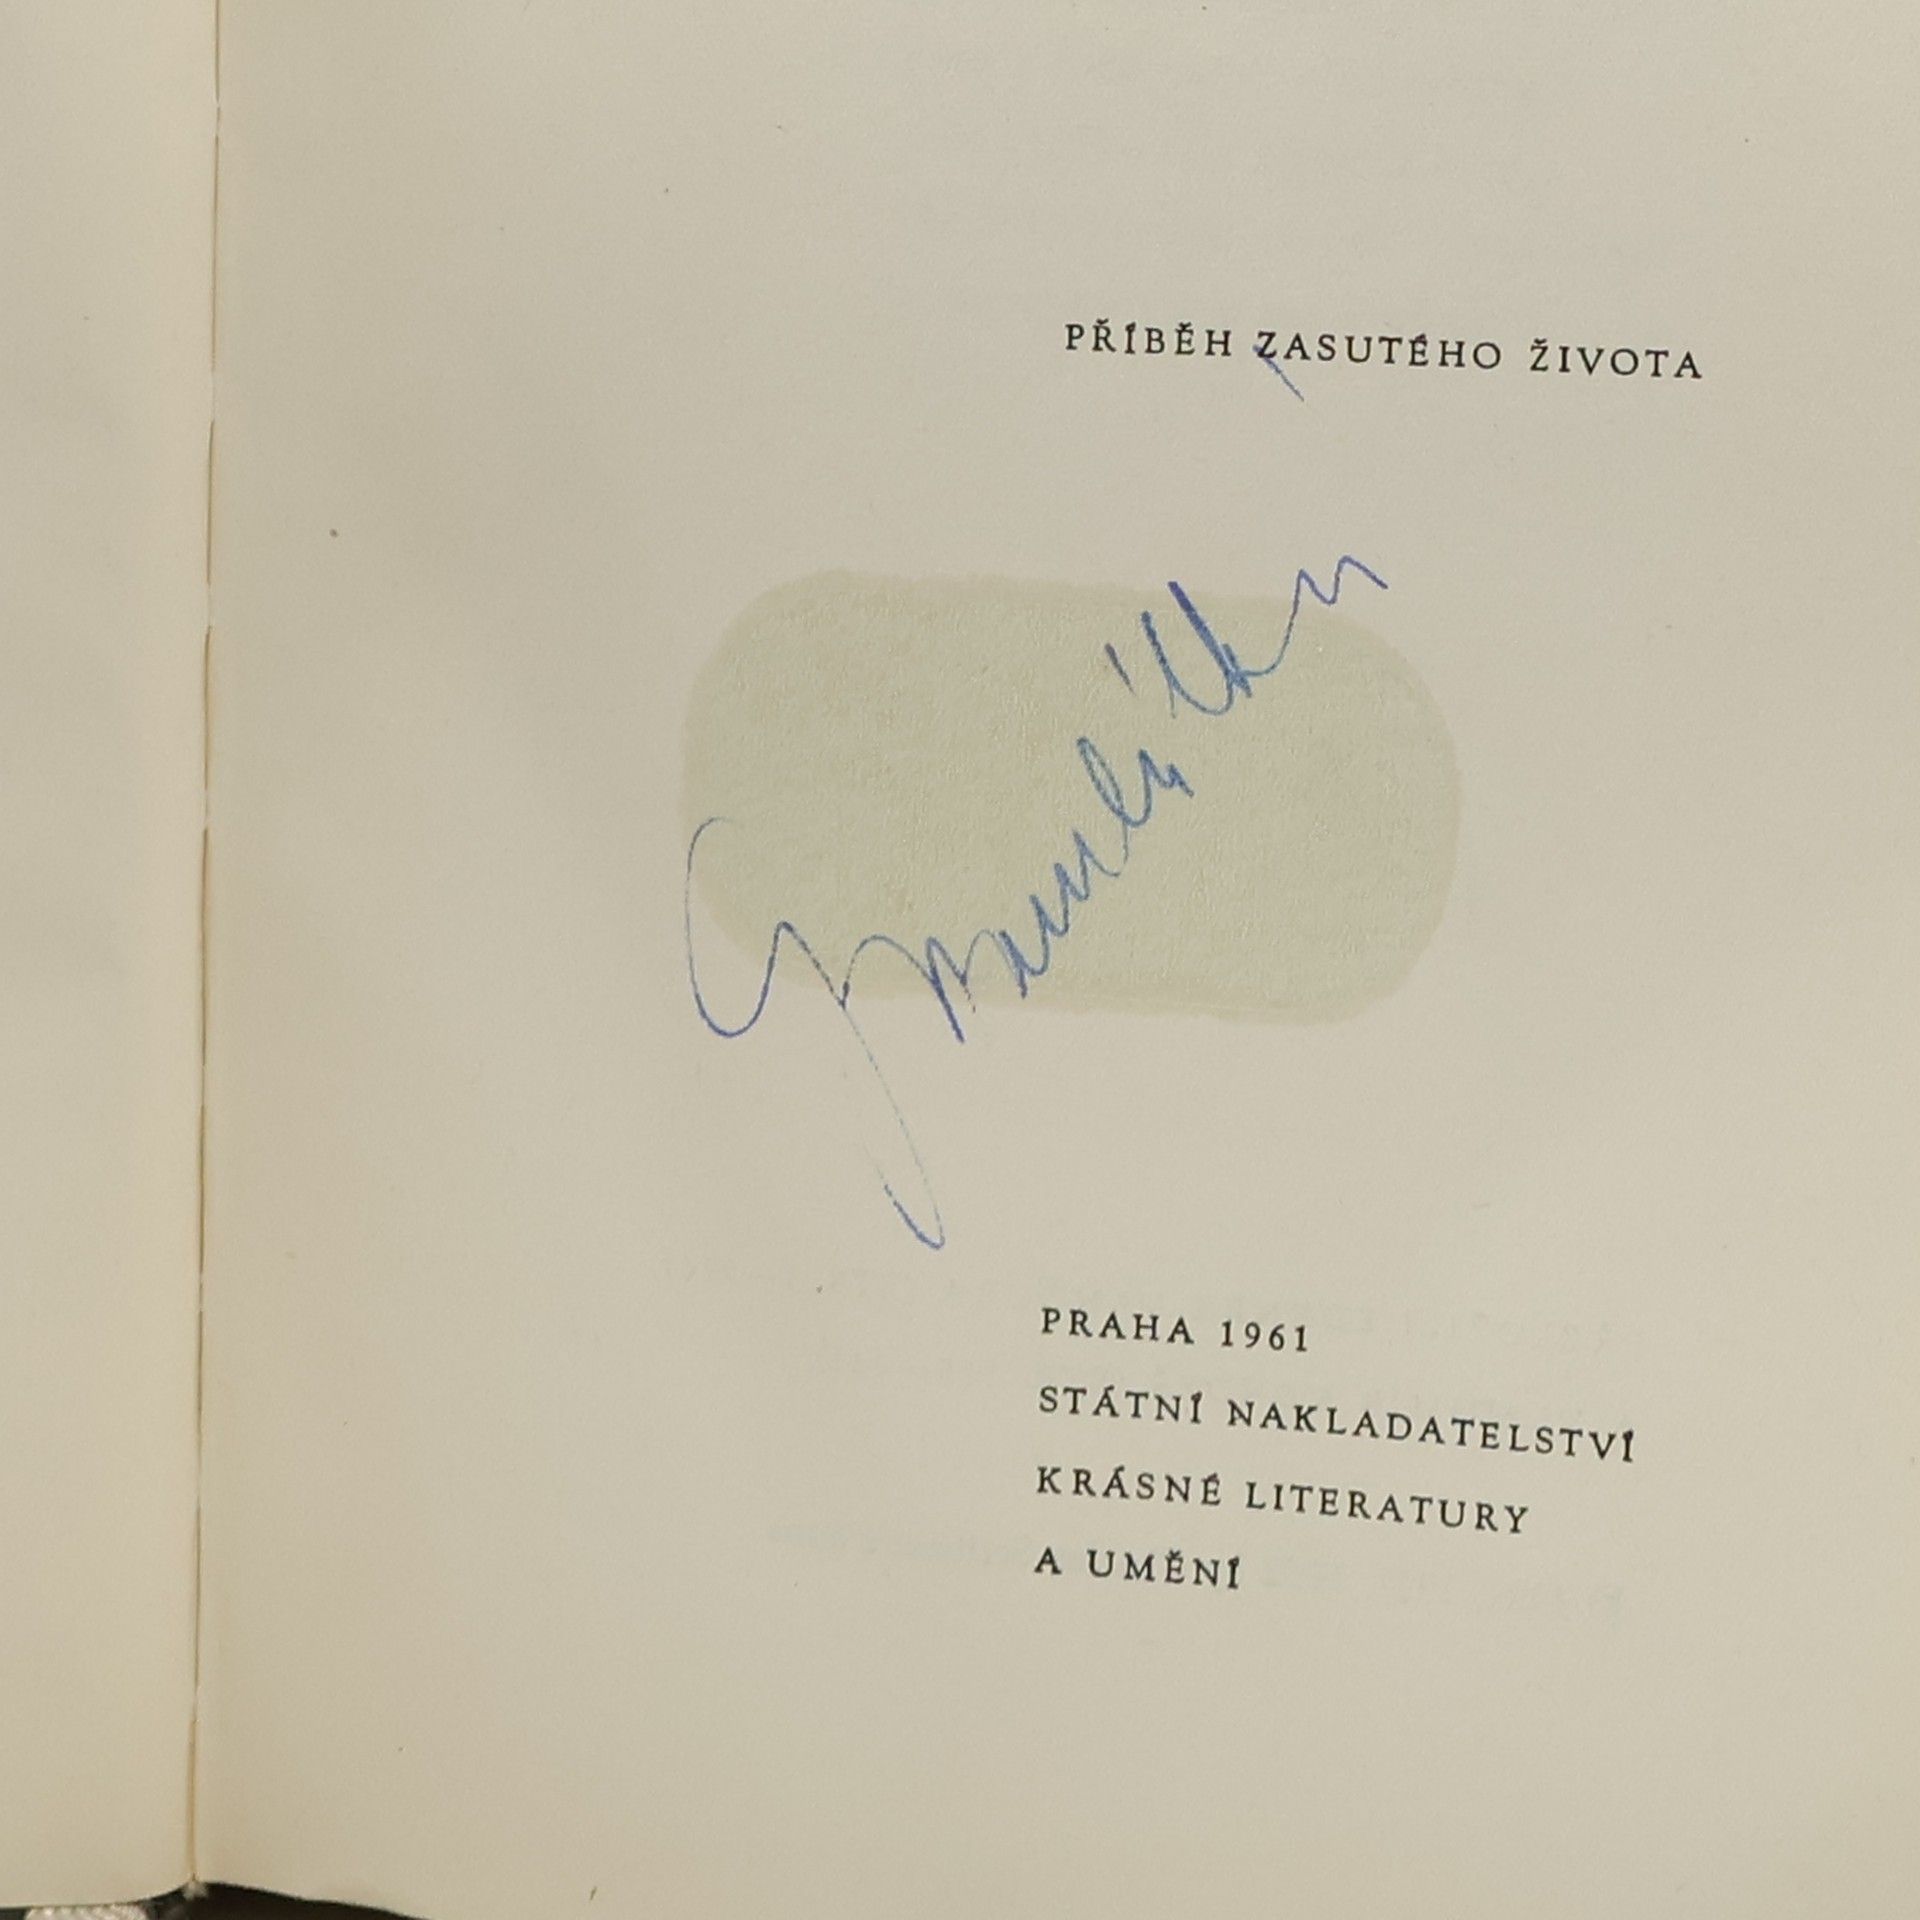 PŘÍBĚH ZASUTÉHO ŽIVOTA
PRAHA 1961
STÁTNÍ NAKLADATELSTVÍ
KRÁSNÉ LITERATURY
A UMĚNÍ